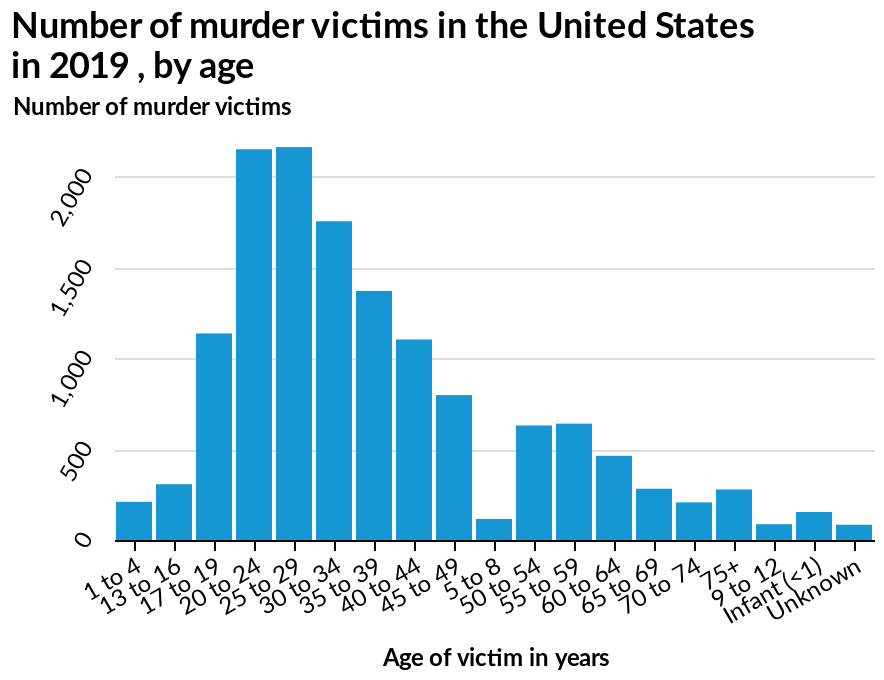 Number of murder victims in the United States
in 2019 , by age
Number of murder victims
2,000
1,500
1,000
500
0
1 to 4
13 to 16
17 to 19
20 to 24
25 to 29
30 to 34
35 to 39
40 to 44
45 to 49
5 to 8
50 to 54
55 to 59
60 to 64
65 to 69
70 to 74
75+
9 to 12
Infant (<1)
Unknown
Age of victim in years